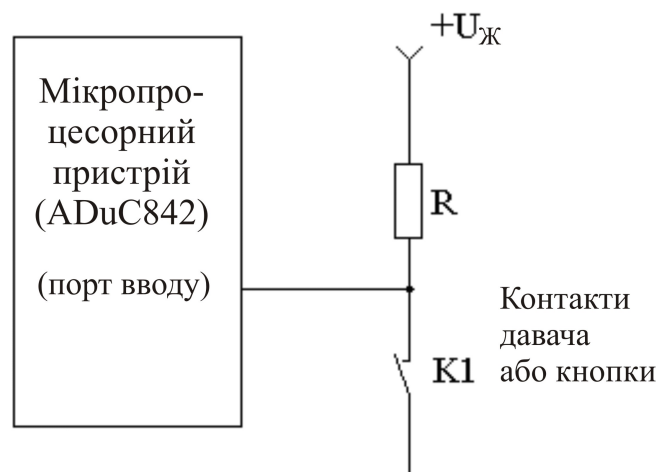 +Uж
Мікропро-
цесорний
пристрій
(ADuC842)
(порт вводу)
R
Контакти
давача
або кнопки
K1